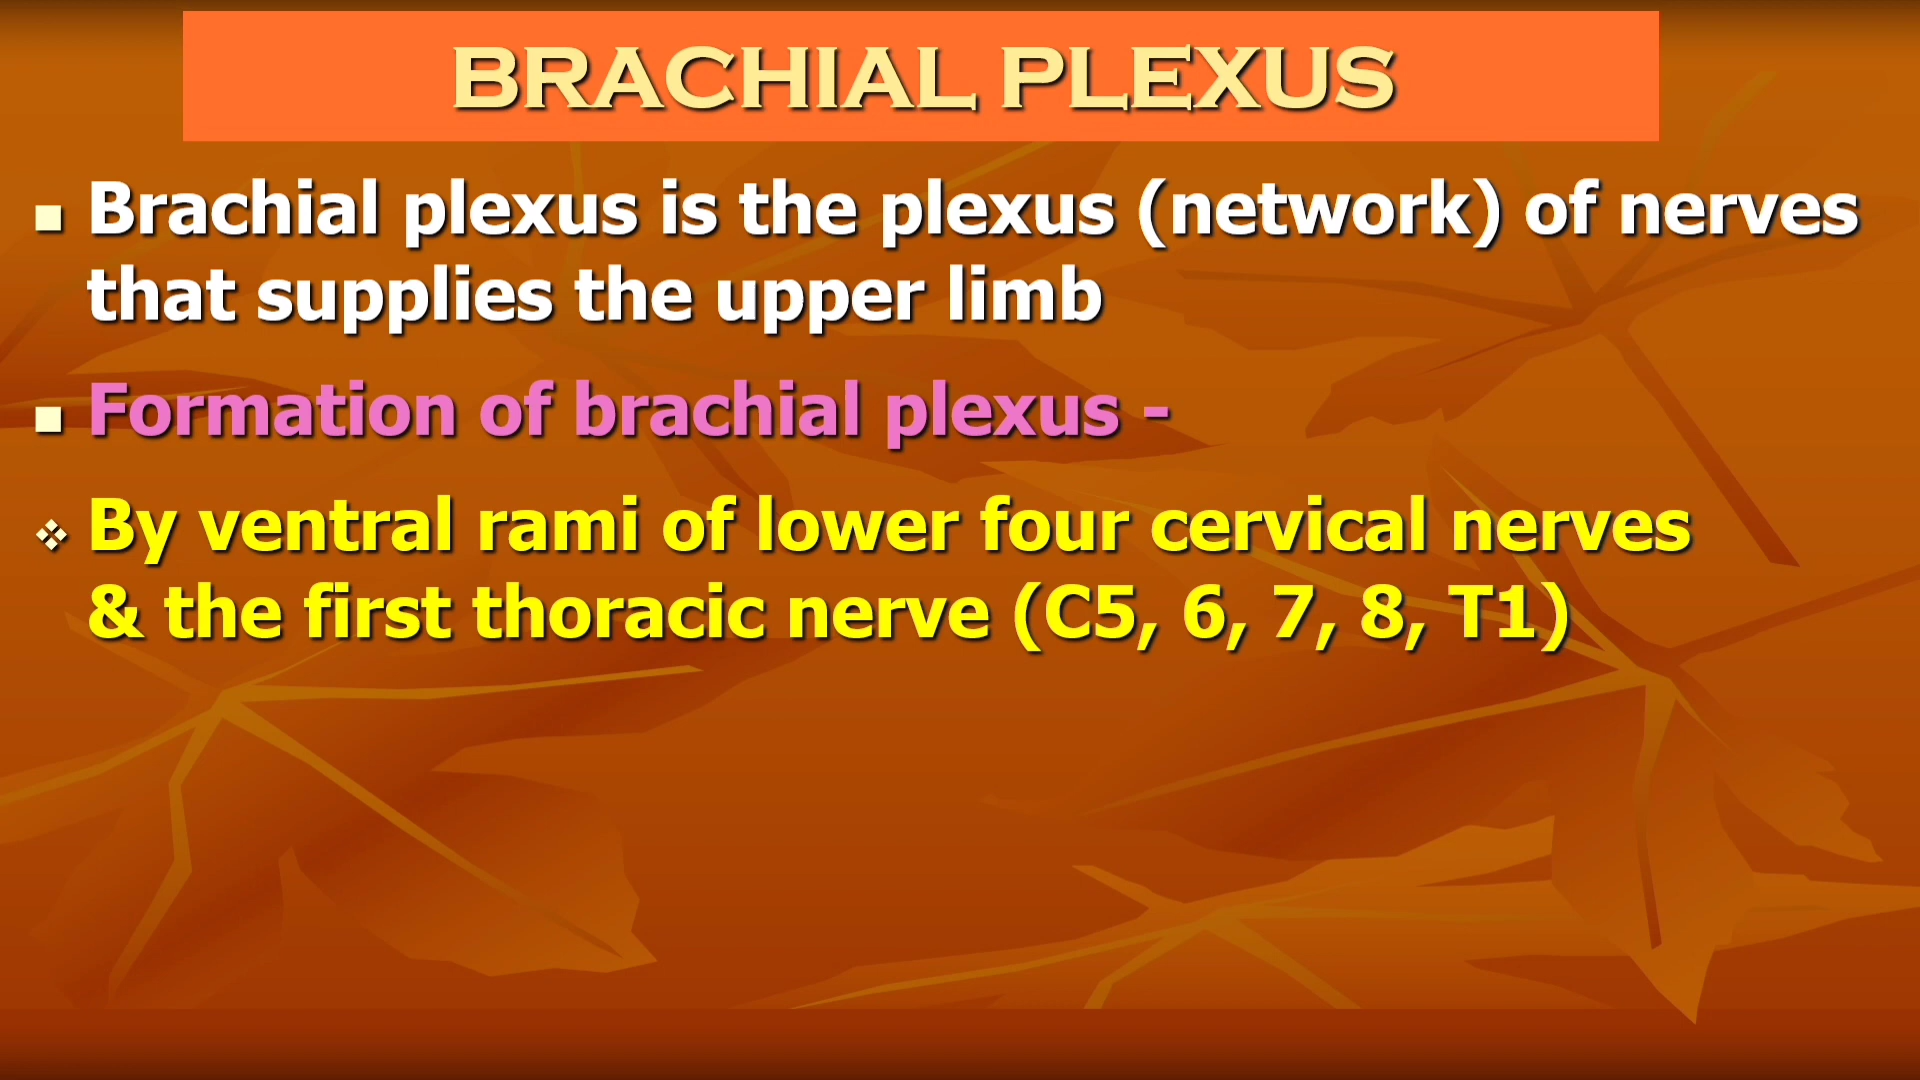 BRACHIAL PLEXUS
Brachial plexus is the plexus (network) of nerves
that supplies the upper limb
Formation of brachial plexus -
By ventral rami of lower four cervical nerves
& the first thoracic nerve (C5, 6, 7, 8, T1)